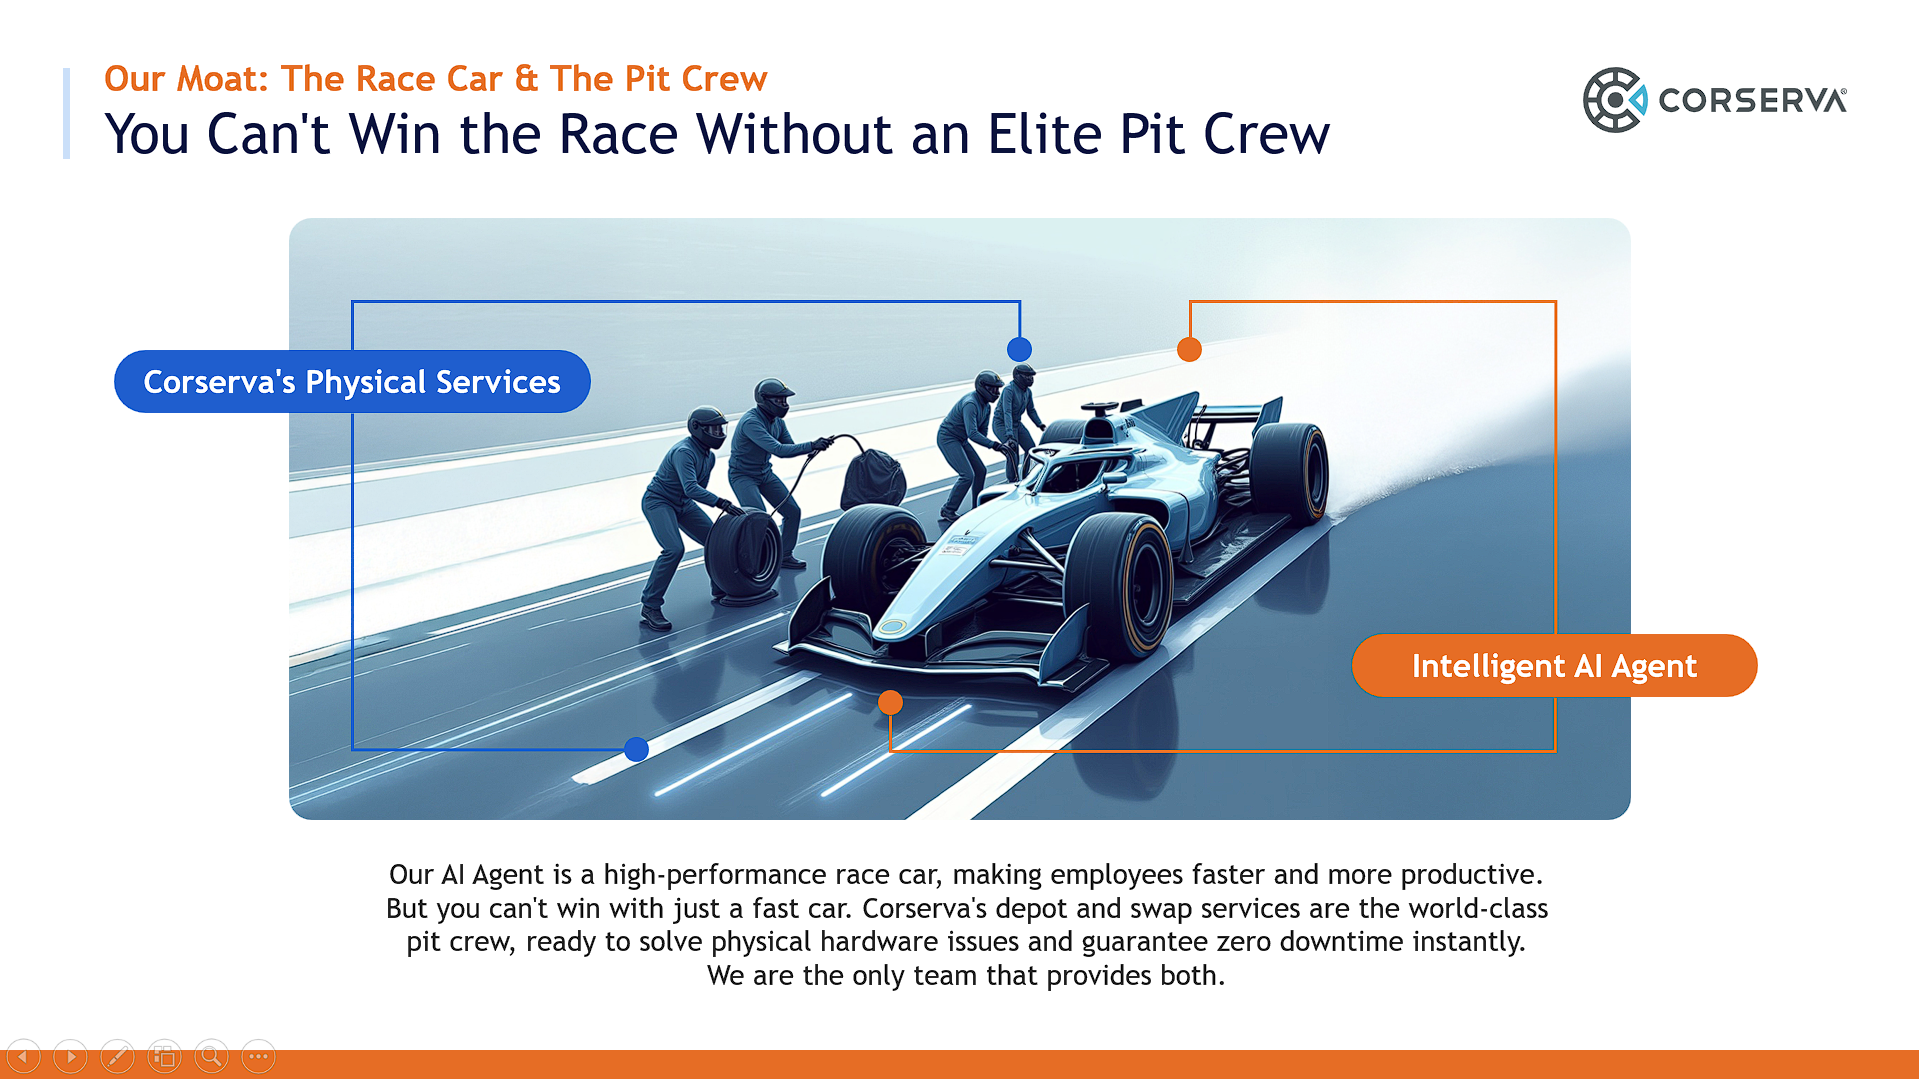 Our Moat: The Race Car & The Pit Crew
You Can't Win the Race Without an Elite Pit Crew
CORSERVA®
Corserva's Physical Services
Intelligent AI Agent
Our AI Agent is a high-performance race car, making employees faster and more productive.
But you can't win with just a fast car. Corserva's depot and swap services are the world-class
pit crew, ready to solve physical hardware issues and guarantee zero downtime instantly.
We are the only team that provides both.